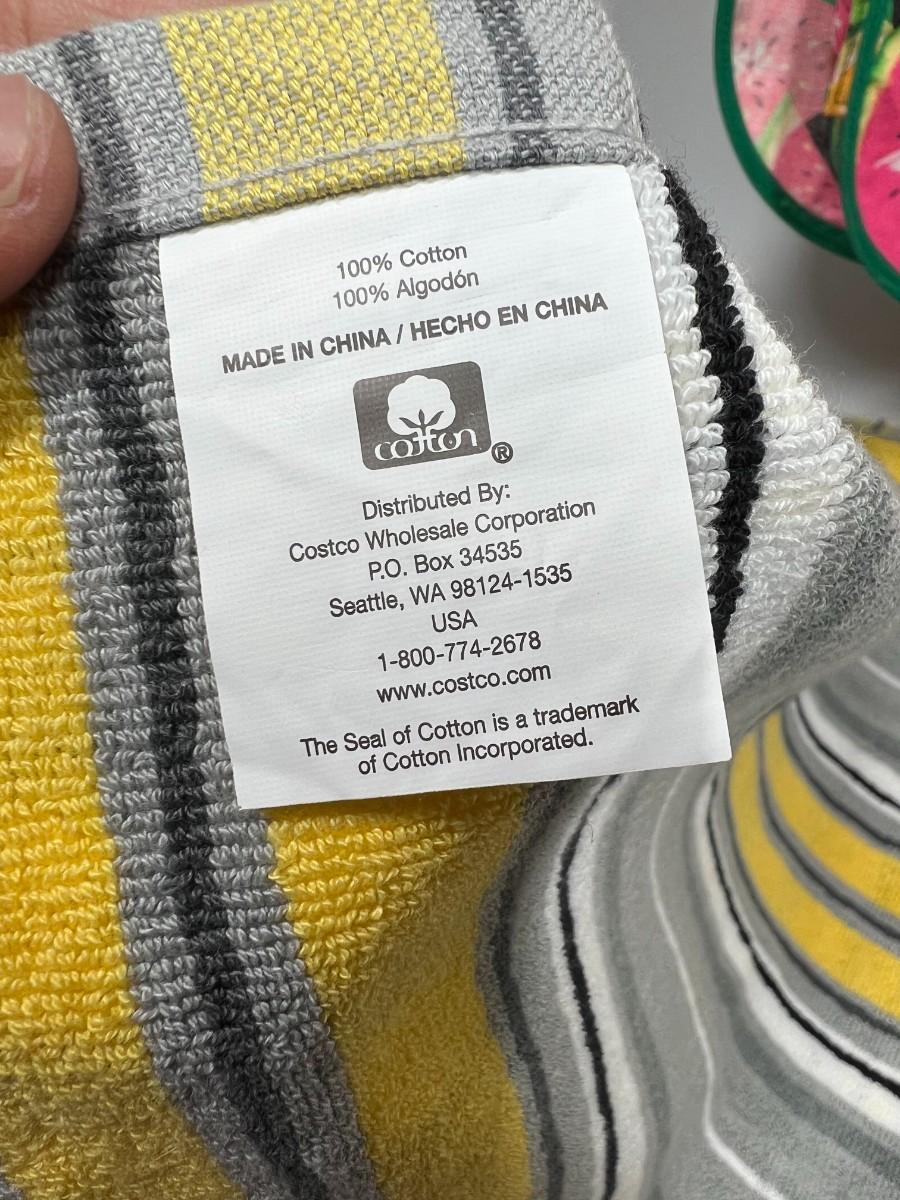 100% Cotton
100% Algodón
MADE IN CHINA / HECHO EN CHINA
cotton
®
Distributed By:
Costco Wholesale Corporation
P.O. Box 34535
Seattle, WA 98124-1535
USA
1-800-774-2678
www.costco.com
The Seal of Cotton is a trademark
of Cotton Incorporated.